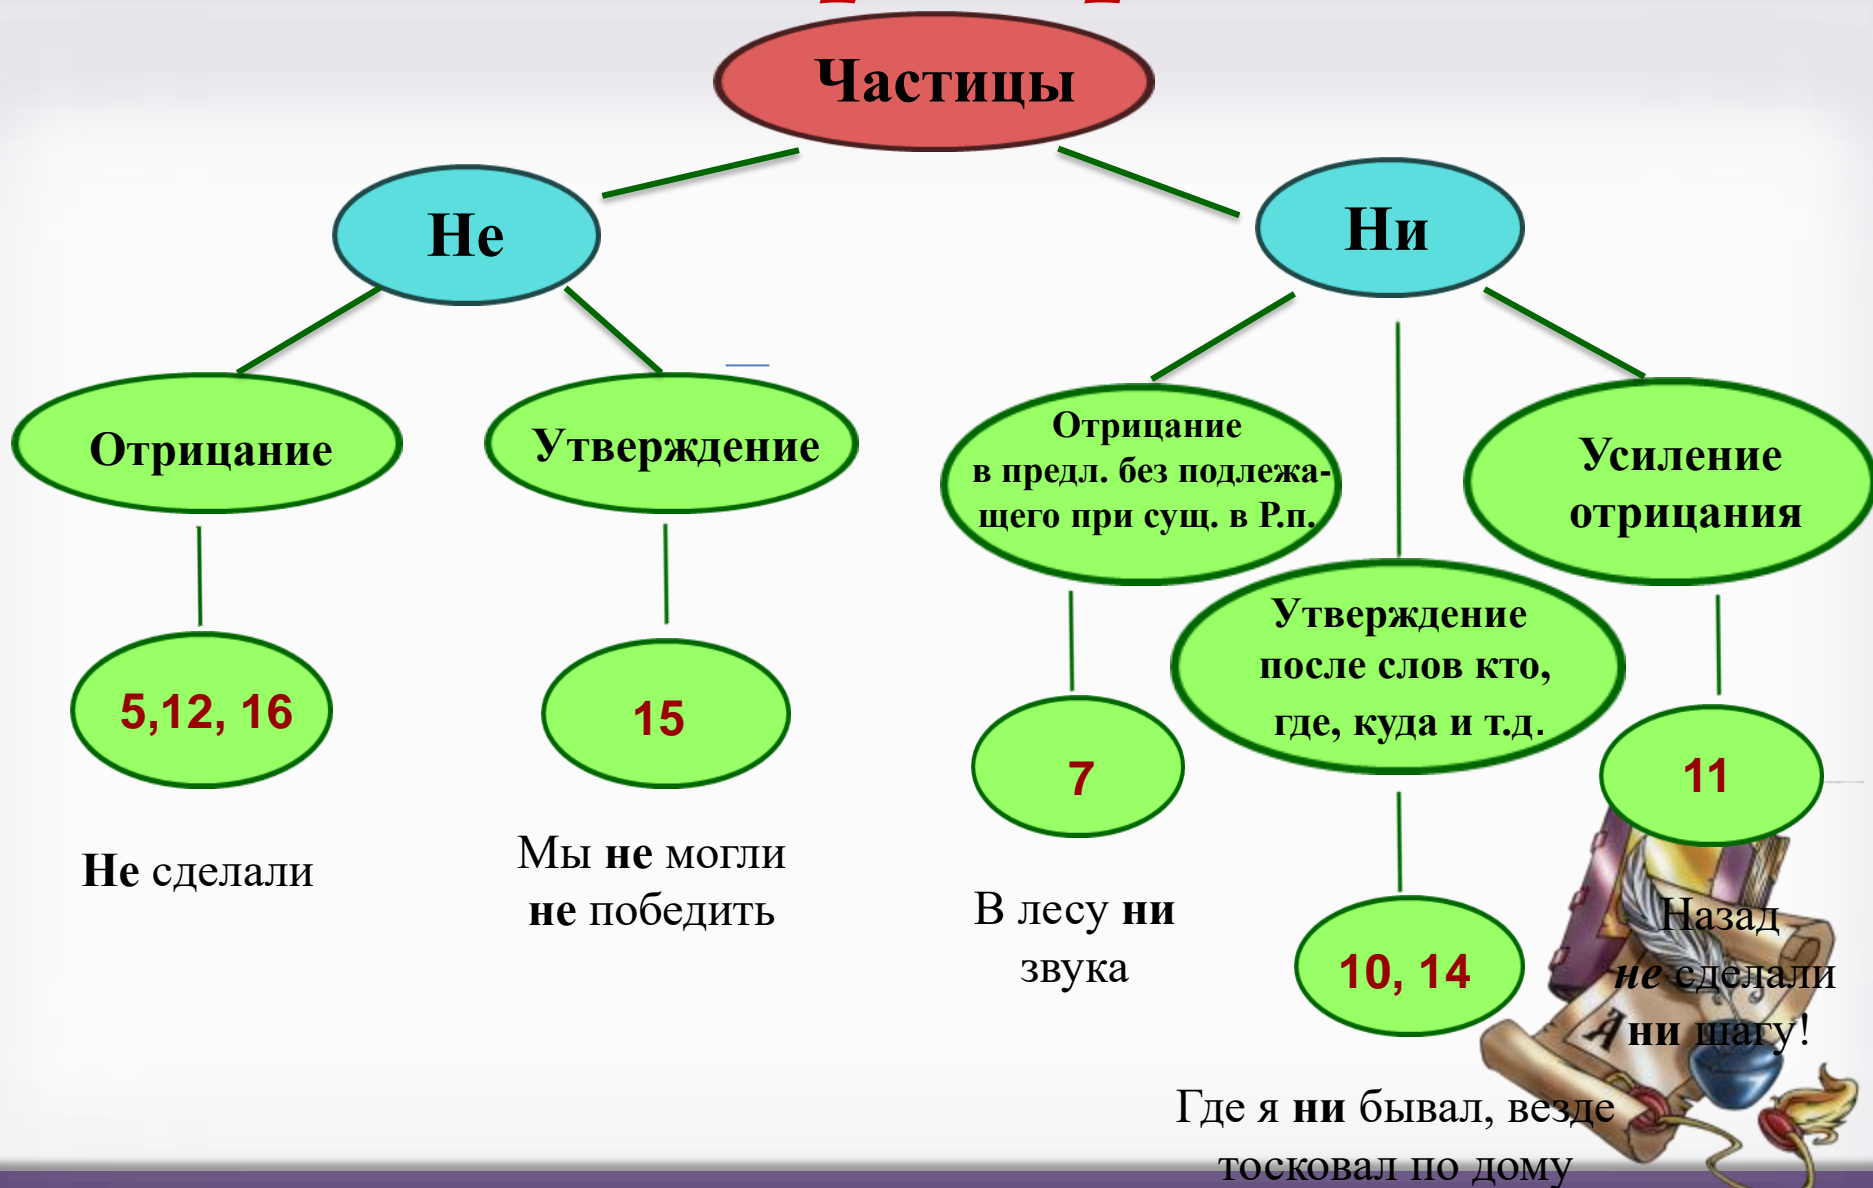 Частицы
Не
Ни
Отрицание
Утверждение
Отрицание
в предл. без подлежа-
щего при сущ. в Р.п.
Усиление
отрицания
Утверждение
после слов кто,
где, куда и т.д.
5,12, 16
15
7
10, 14
11
Не сделали
Мы не могли
не победить
В лесу ни
звука
Где я ни бывал, везде
тосковал по дому
Назад
не сделали
ни шагу!
А